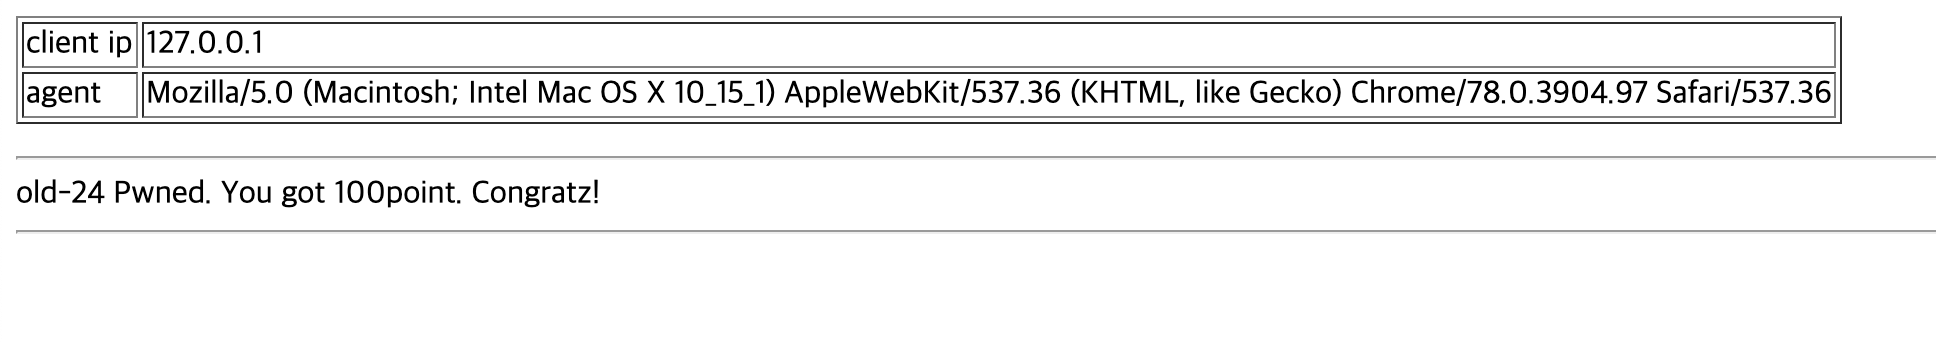 client ip 127.0.0.1
agent Mozilla/5.0 (Macintosh; Intel Mac OS X 10_15_1) AppleWebKit/537.36 (KHTML, like Gecko) Chrome/78.0.3904.97 Safari/537.36
old-24 Pwned. You got 100point. Congratz!